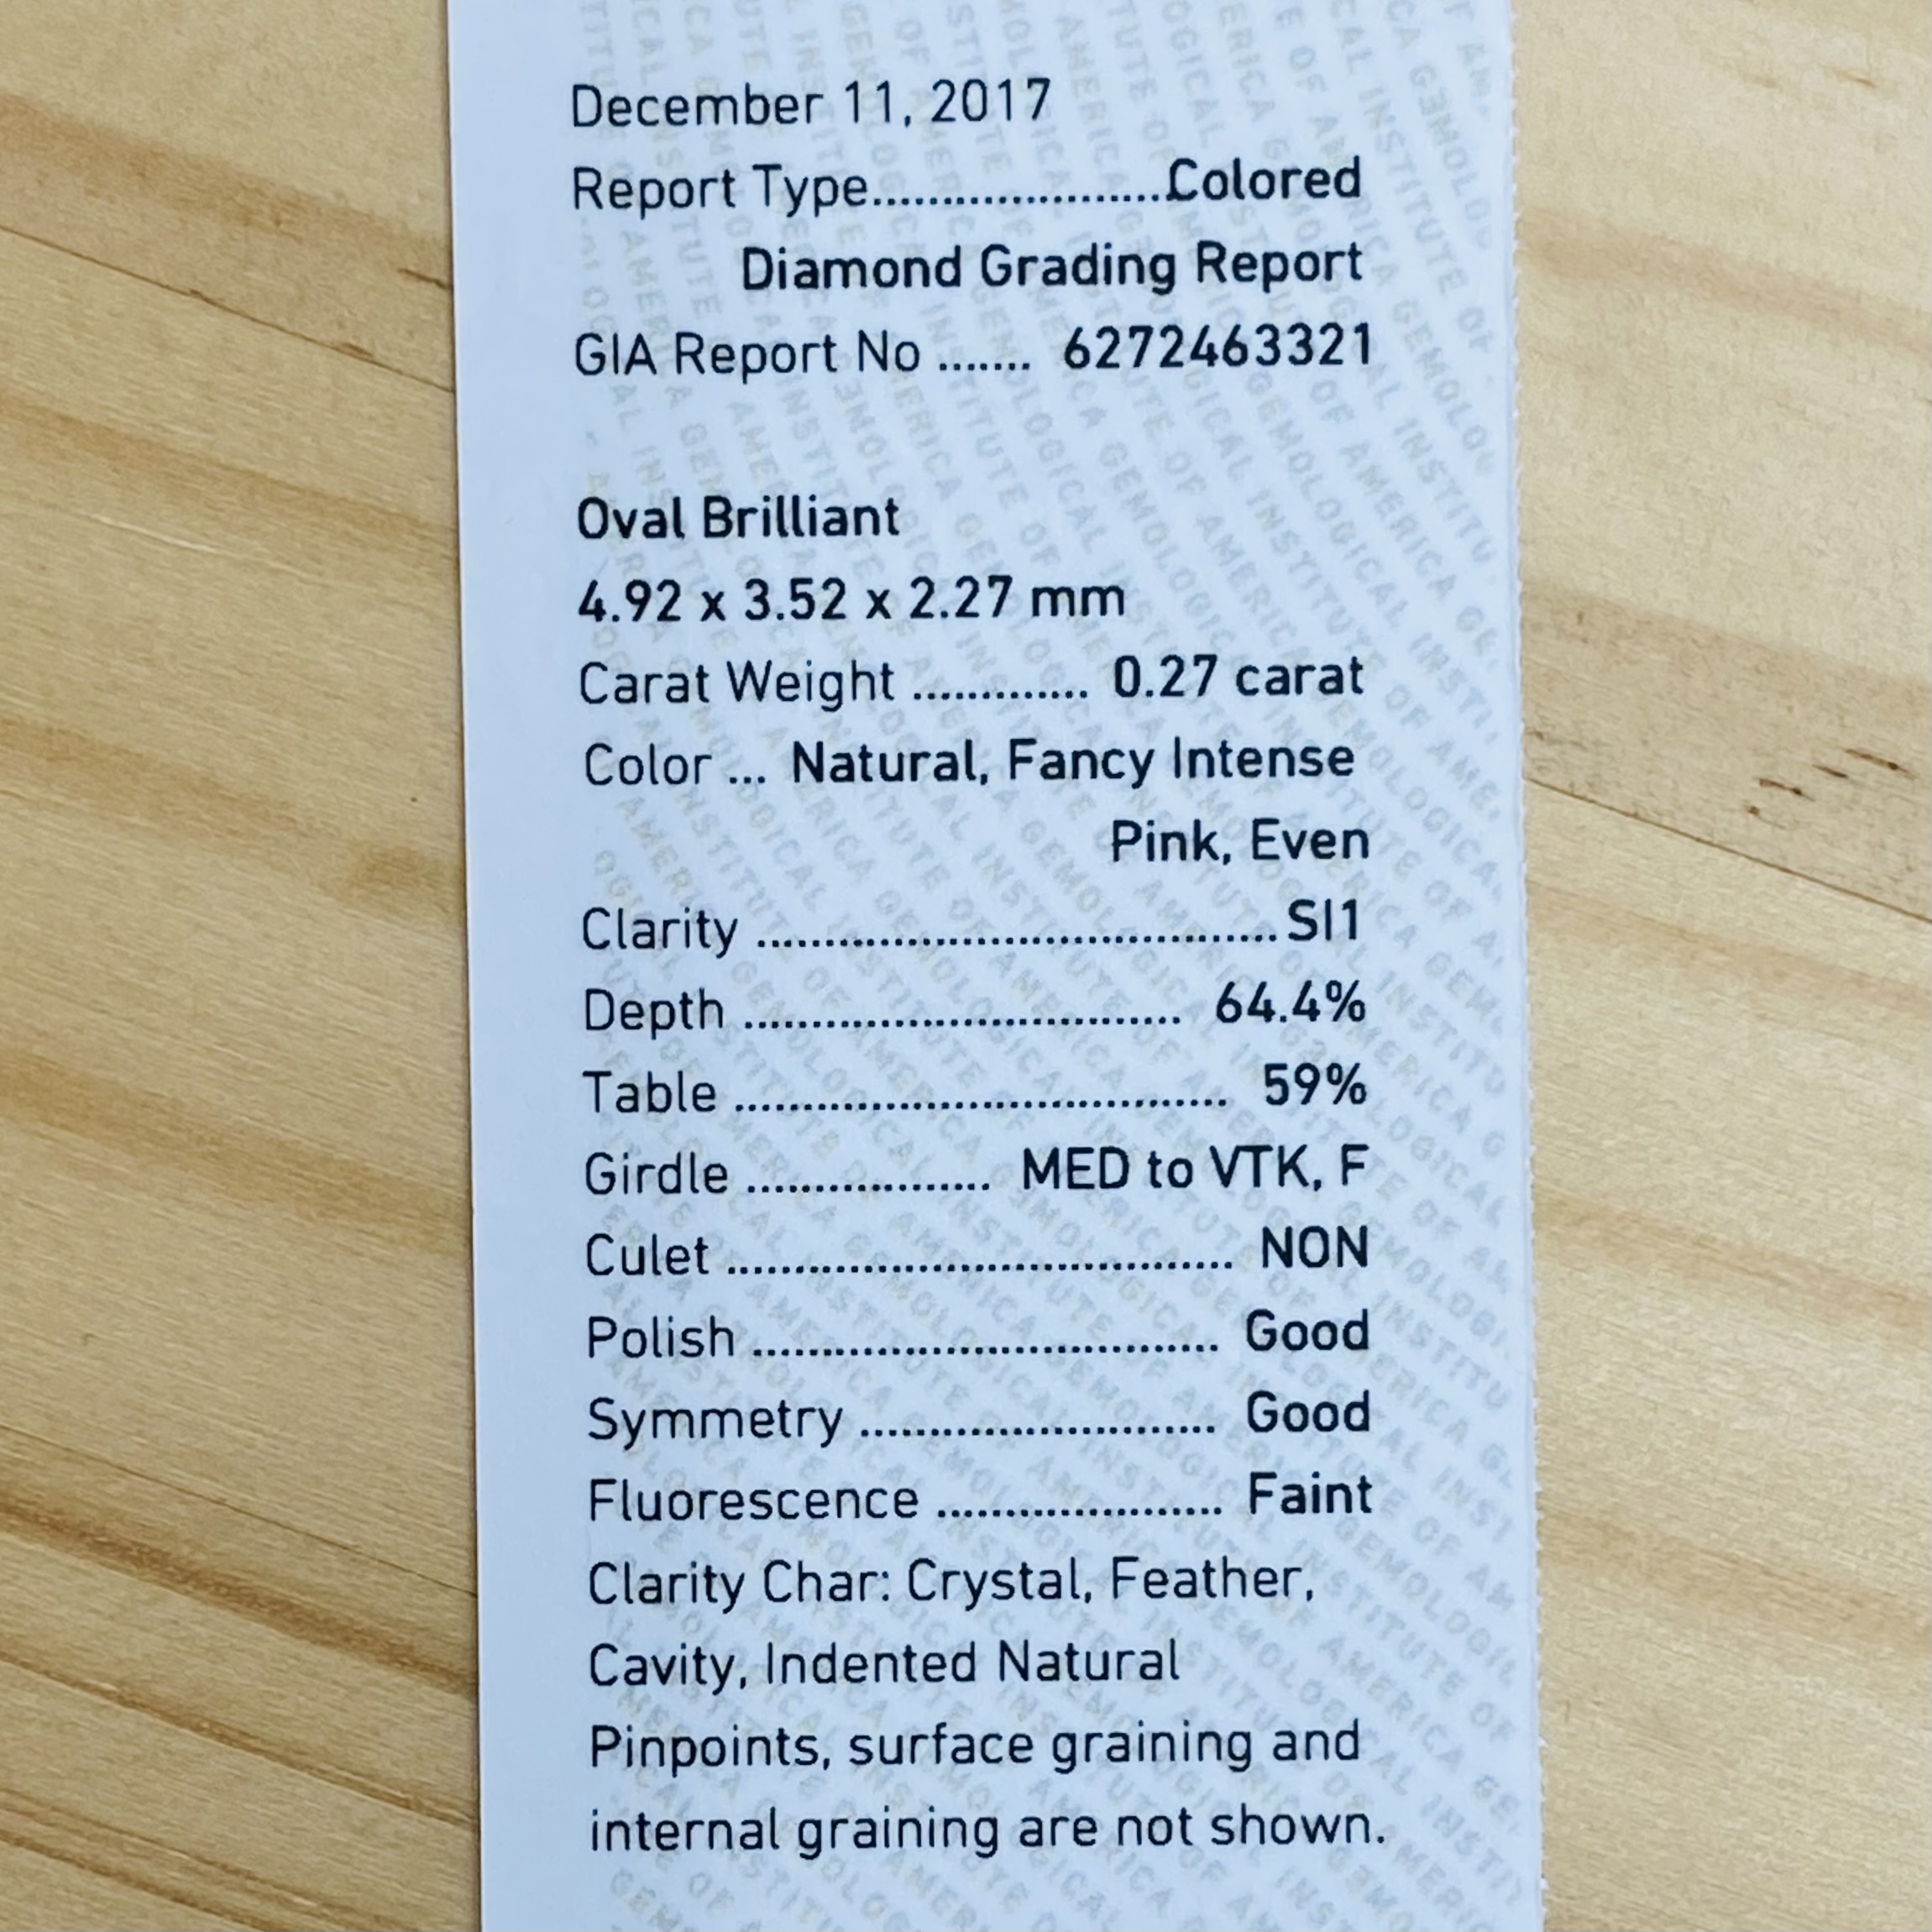 December 11, 2017
Report Type......................Colored
Diamond Grading Report
GIA Report No ....... 6272463321
Oval Brilliant
4.92 x 3.52 x 2.27 mm
Carat Weight ............. 0.27 carat
Color ... Natural, Fancy Intense
Pink, Even
Clarity ....................................... SI1
Depth ................................. 64.4%
Table ..................................... 59%
Girdle .................. MED to VTK, F
Culet ...................................... NON
Polish ................................... Good
Symmetry .......................... Good
Fluorescence ..................... Faint
Clarity Char: Crystal, Feather,
Cavity, Indented Natural
Pinpoints, surface graining and
internal graining are not shown.